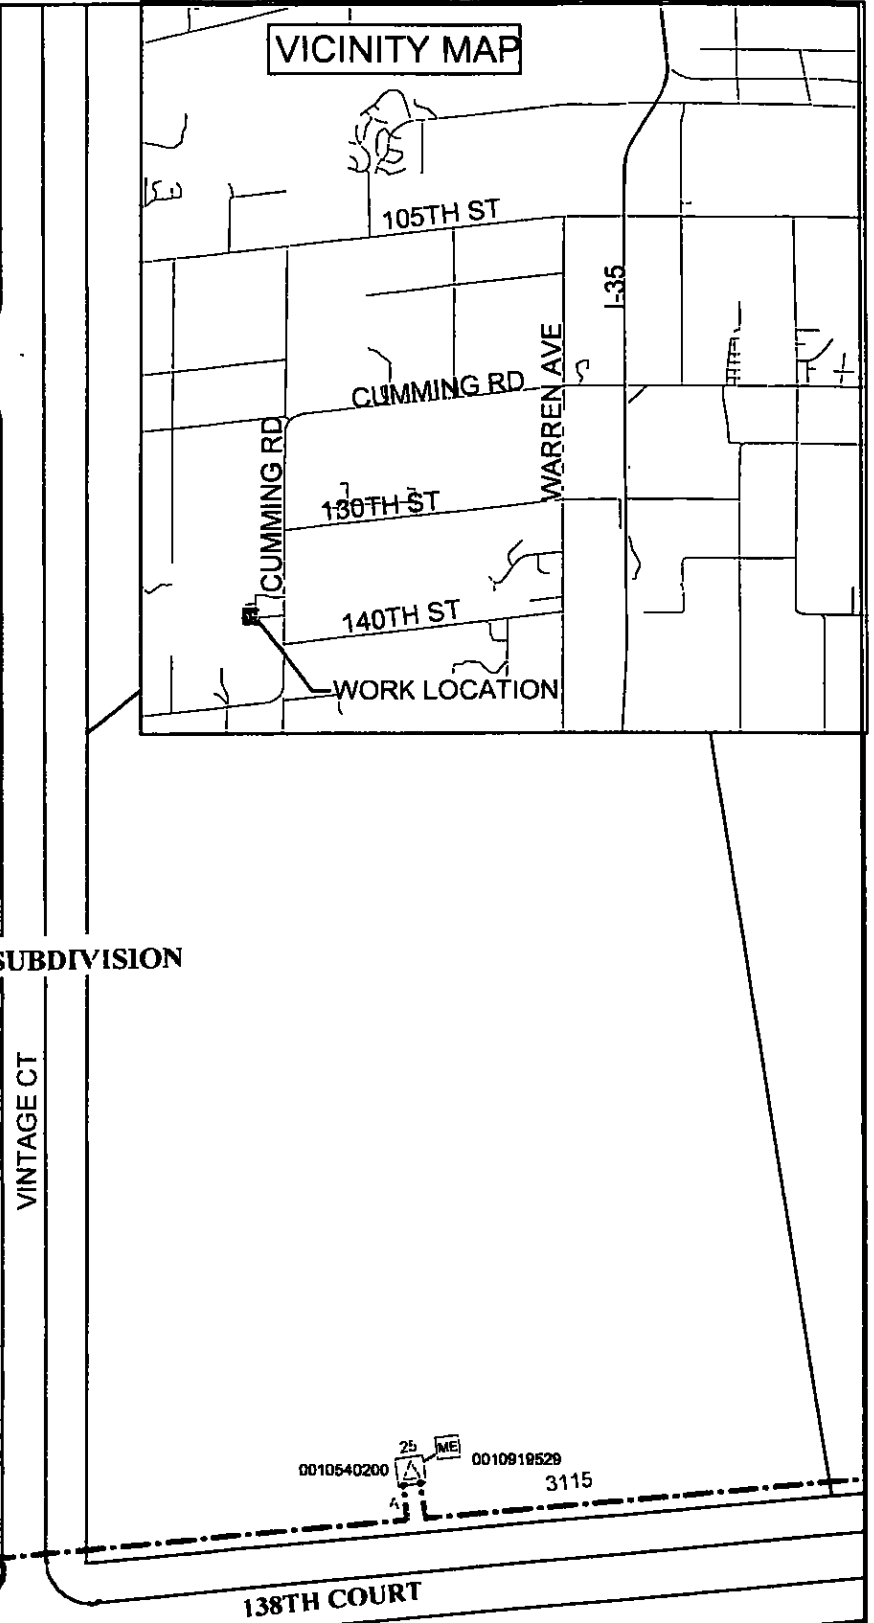 VICINITY MAP
105TH ST
I-35
WARREN AVE
CUMMING RD
CUMMING RD
130TH ST
140TH ST
WORK LOCATION
SUBDIVISION
VINTAGE CT
25
ME
0010540200
0010919529
3115
A
138TH COURT